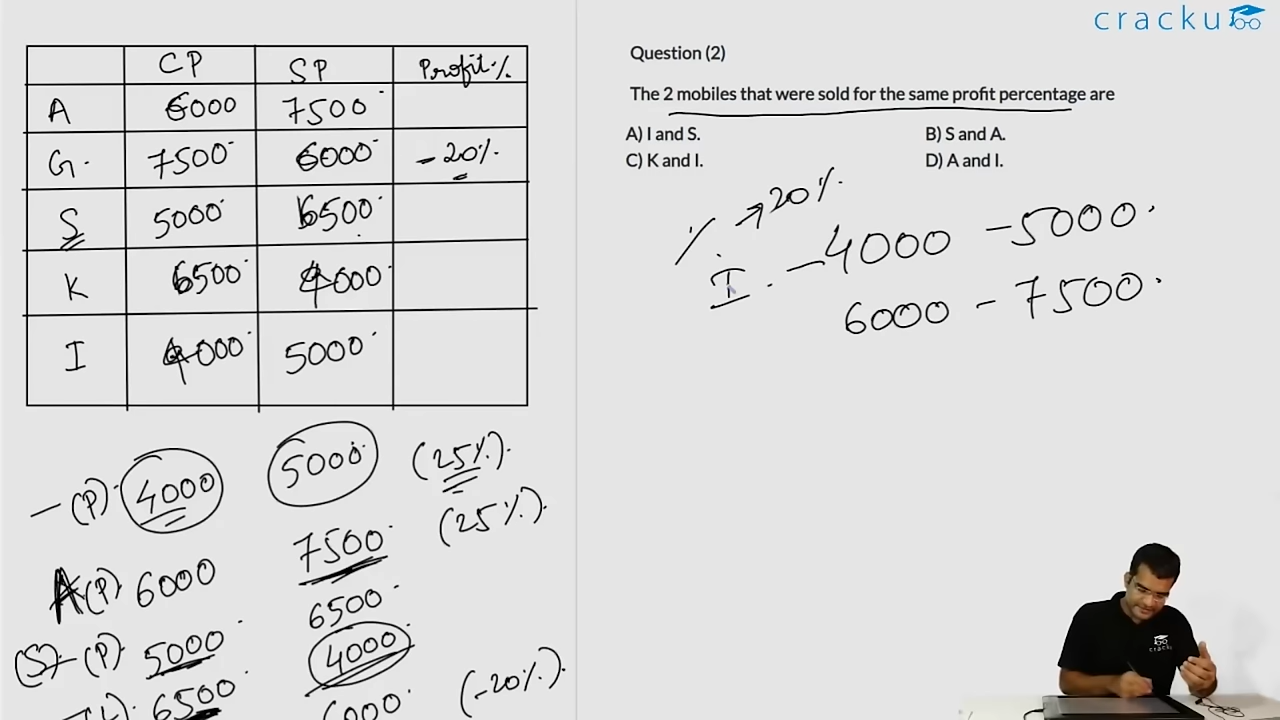 cracku
CP SP Profit%
A 6000 7500
G. 7500 6000 -20%
S 5000 6500
K 6500 4000
I 4000 5000
-(P). 4000 5000 (25%).
A(P). 6000 7500 (25%).
(S)-(P) 5000 6500
6500 4000
6000 (-20%).
Question (2)
The 2 mobiles that were sold for the same profit percentage are
A) I and S. B) S and A.
C) K and I. D) A and I.
% → 20%.
I. - 4000 - 5000.
6000 - 7500.
cracku